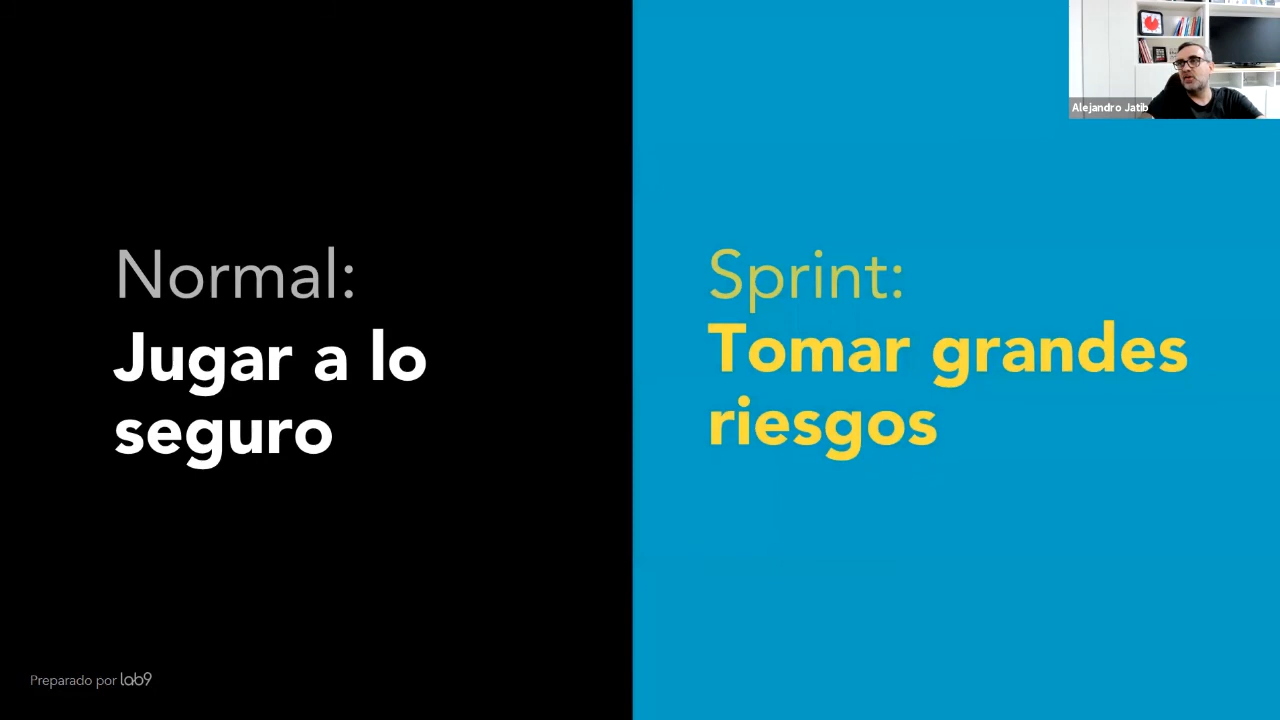 Normal:
Jugar a lo
seguro
Sprint:
Tomar grandes
riesgos
Alejandro Jatib
Preparado por lab9